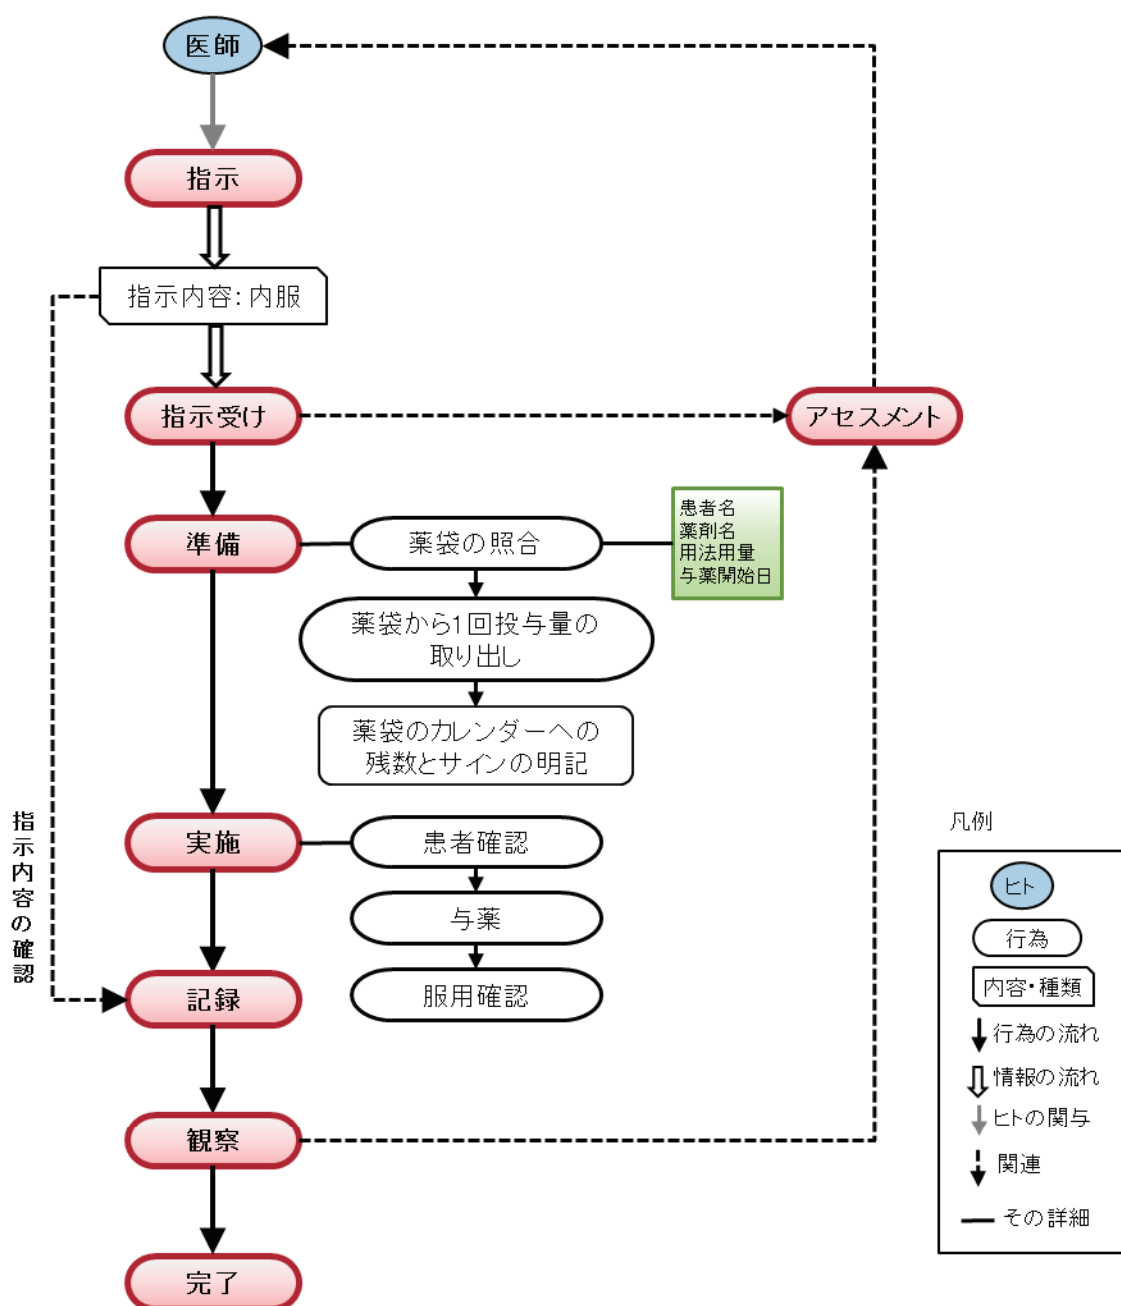 医師
指示
指示内容：内服
指示受け
アセスメント
準備
薬袋の照合
患者名
薬剤名
用法用量
与薬開始日
薬袋から1回投与量の
取り出し
薬袋のカレンダーへの
残数とサインの明記
指示内容の確認
実施
患者確認
与薬
服用確認
記録
観察
完了
凡例
ヒト
行為
内容・種類
行為の流れ
情報の流れ
ヒトの関与
関連
その詳細